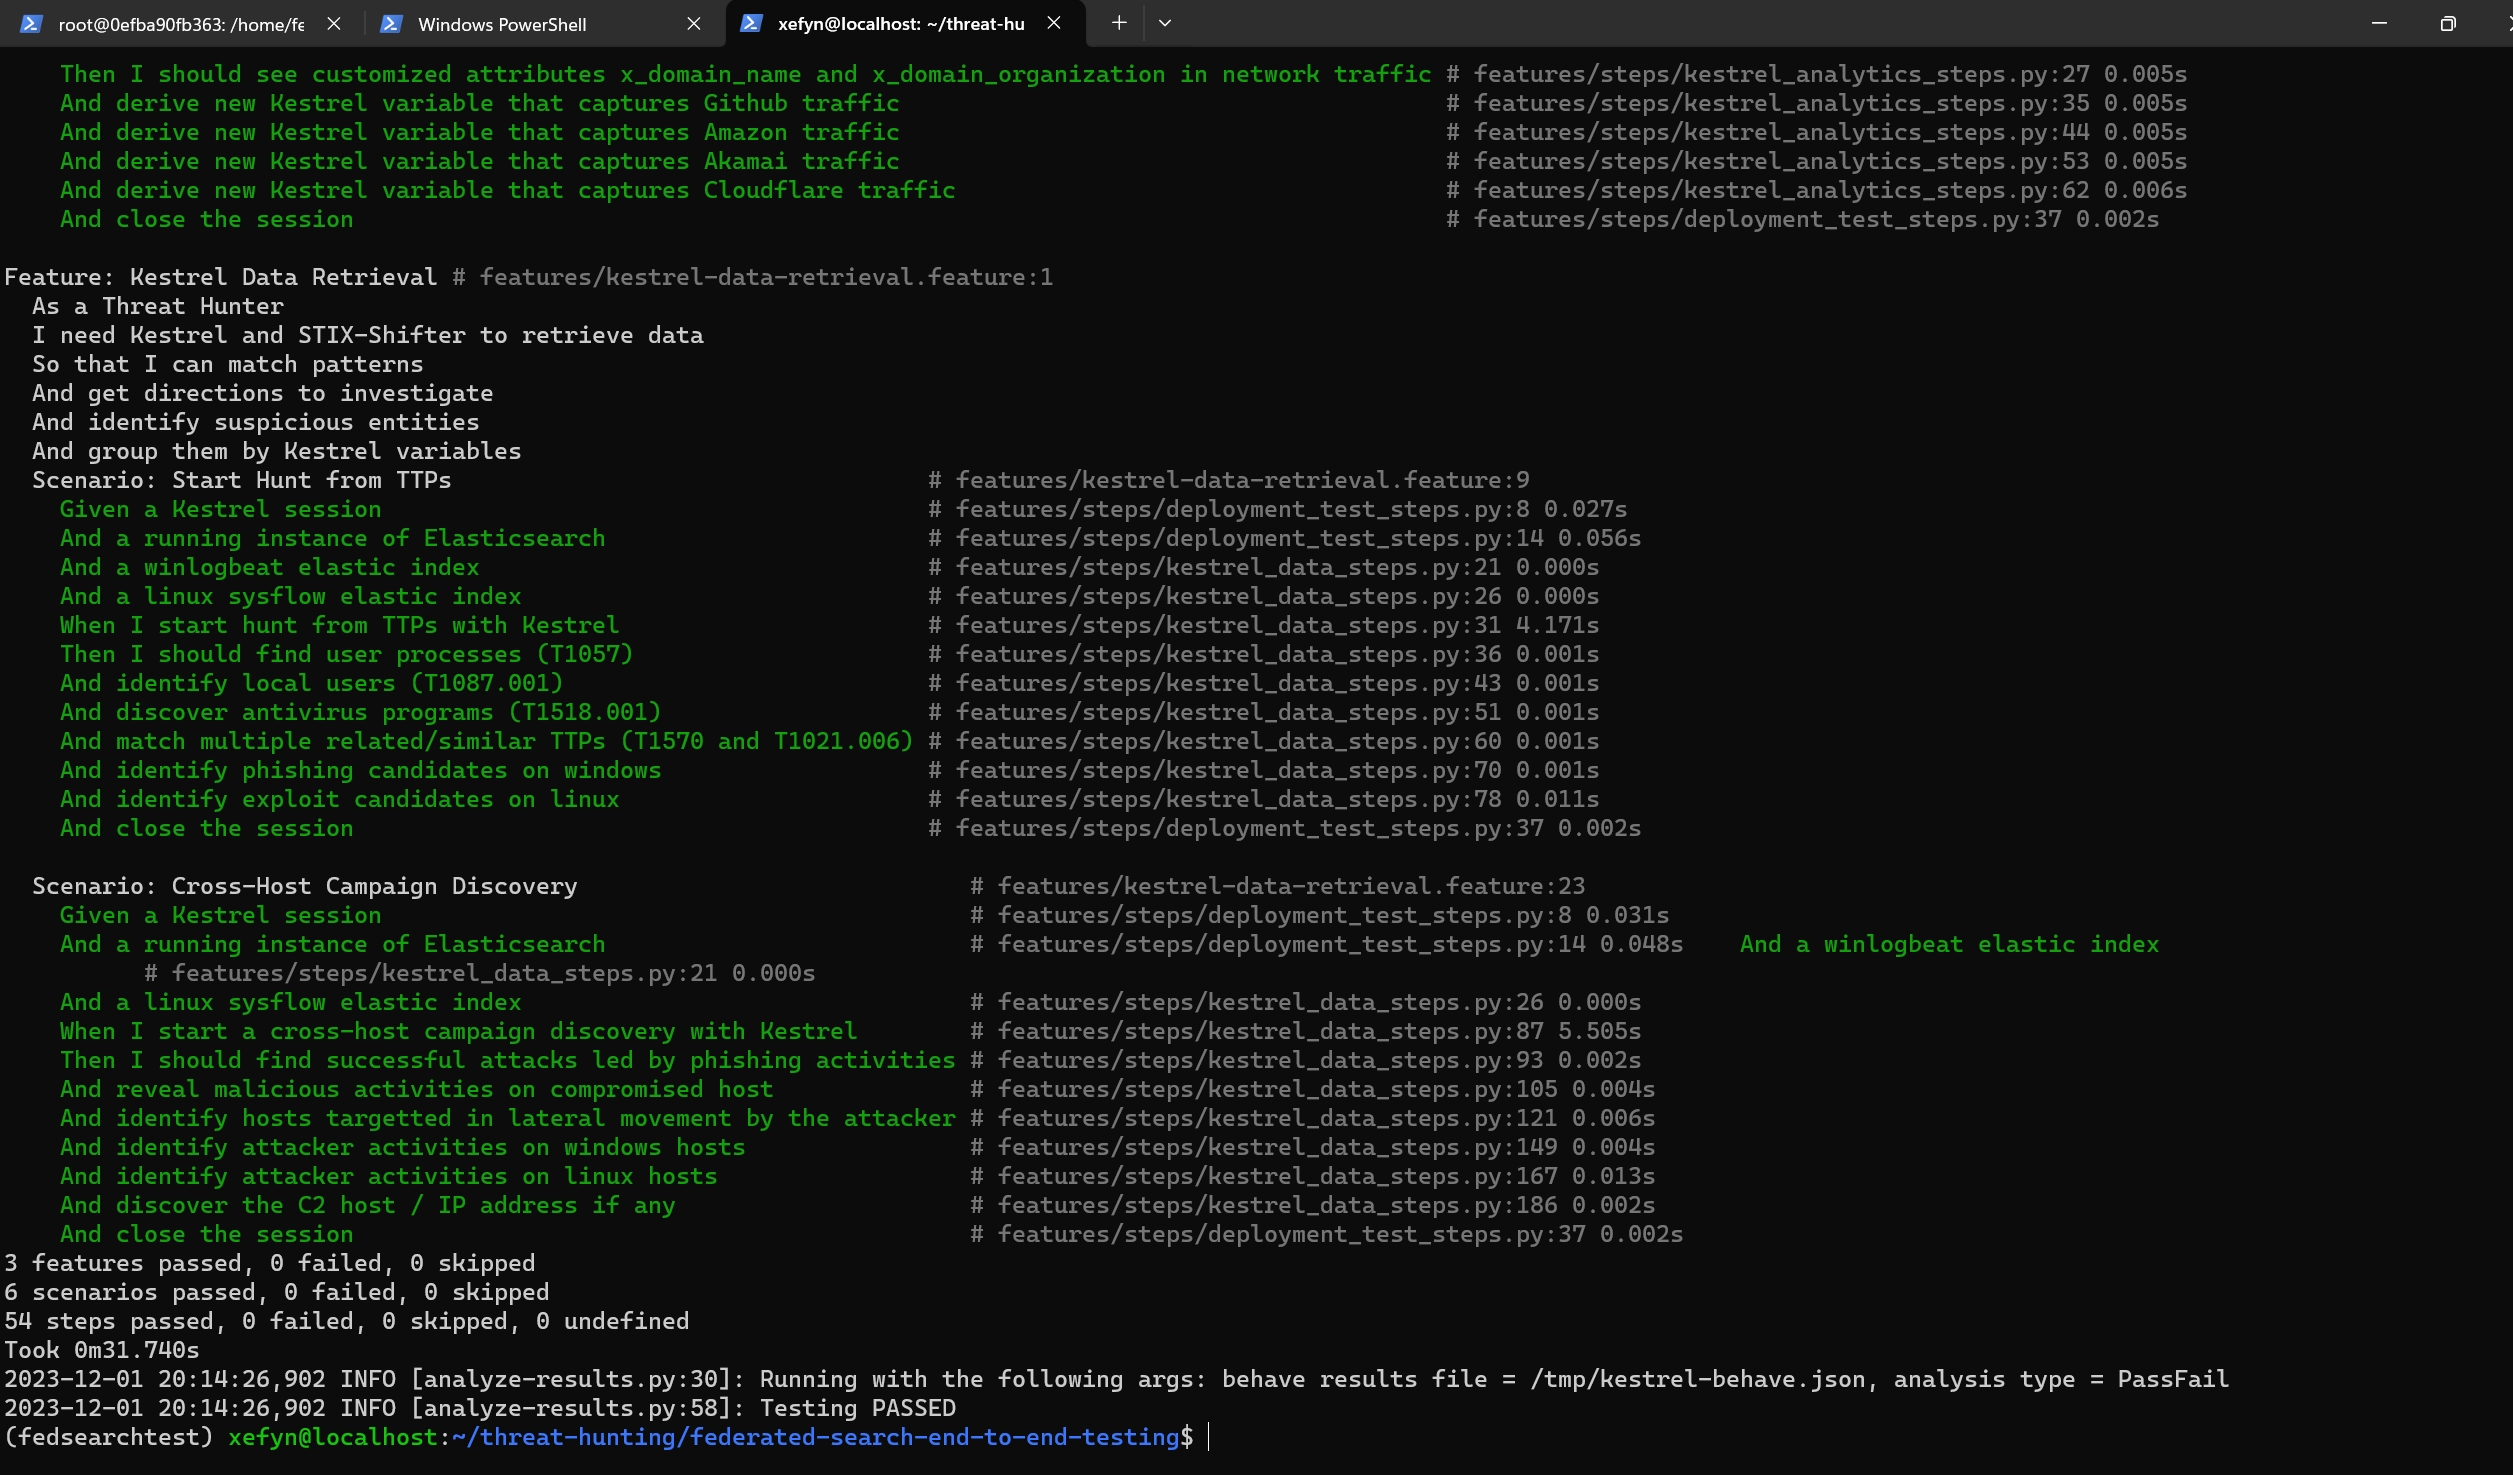 root@0efba90fb363: /home/fe
Windows PowerShell
xefyn@localhost: ~/threat-hu
Then I should see customized attributes x_domain_name and x_domain_organization in network traffic # features/steps/kestrel_analytics_steps.py:27 0.005s
And derive new Kestrel variable that captures Github traffic # features/steps/kestrel_analytics_steps.py:35 0.005s
And derive new Kestrel variable that captures Amazon traffic # features/steps/kestrel_analytics_steps.py:44 0.005s
And derive new Kestrel variable that captures Akamai traffic # features/steps/kestrel_analytics_steps.py:53 0.005s
And derive new Kestrel variable that captures Cloudflare traffic # features/steps/kestrel_analytics_steps.py:62 0.006s
And close the session # features/steps/deployment_test_steps.py:37 0.002s
Feature: Kestrel Data Retrieval # features/kestrel-data-retrieval.feature:1
As a Threat Hunter
I need Kestrel and STIX-Shifter to retrieve data
So that I can match patterns
And get directions to investigate
And identify suspicious entities
And group them by Kestrel variables
Scenario: Start Hunt from TTPs # features/kestrel-data-retrieval.feature:9
Given a Kestrel session # features/steps/deployment_test_steps.py:8 0.027s
And a running instance of Elasticsearch # features/steps/deployment_test_steps.py:14 0.056s
And a winlogbeat elastic index # features/steps/kestrel_data_steps.py:21 0.000s
And a linux sysflow elastic index # features/steps/kestrel_data_steps.py:26 0.000s
When I start hunt from TTPs with Kestrel # features/steps/kestrel_data_steps.py:31 4.171s
Then I should find user processes (T1057) # features/steps/kestrel_data_steps.py:36 0.001s
And identify local users (T1087.001) # features/steps/kestrel_data_steps.py:43 0.001s
And discover antivirus programs (T1518.001) # features/steps/kestrel_data_steps.py:51 0.001s
And match multiple related/similar TTPs (T1570 and T1021.006) # features/steps/kestrel_data_steps.py:60 0.001s
And identify phishing candidates on windows # features/steps/kestrel_data_steps.py:70 0.001s
And identify exploit candidates on linux # features/steps/kestrel_data_steps.py:78 0.011s
And close the session # features/steps/deployment_test_steps.py:37 0.002s
Scenario: Cross-Host Campaign Discovery # features/kestrel-data-retrieval.feature:23
Given a Kestrel session # features/steps/deployment_test_steps.py:8 0.031s
And a running instance of Elasticsearch # features/steps/deployment_test_steps.py:14 0.048s And a winlogbeat elastic index
# features/steps/kestrel_data_steps.py:21 0.000s
And a linux sysflow elastic index # features/steps/kestrel_data_steps.py:26 0.000s
When I start a cross-host campaign discovery with Kestrel # features/steps/kestrel_data_steps.py:87 5.505s
Then I should find successful attacks led by phishing activities # features/steps/kestrel_data_steps.py:93 0.002s
And reveal malicious activities on compromised host # features/steps/kestrel_data_steps.py:105 0.004s
And identify hosts targetted in lateral movement by the attacker # features/steps/kestrel_data_steps.py:121 0.006s
And identify attacker activities on windows hosts # features/steps/kestrel_data_steps.py:149 0.004s
And identify attacker activities on linux hosts # features/steps/kestrel_data_steps.py:167 0.013s
And discover the C2 host / IP address if any # features/steps/kestrel_data_steps.py:186 0.002s
And close the session # features/steps/deployment_test_steps.py:37 0.002s
3 features passed, 0 failed, 0 skipped
6 scenarios passed, 0 failed, 0 skipped
54 steps passed, 0 failed, 0 skipped, 0 undefined
Took 0m31.740s
2023-12-01 20:14:26,902 INFO [analyze-results.py:30]: Running with the following args: behave results file = /tmp/kestrel-behave.json, analysis type = PassFail
2023-12-01 20:14:26,902 INFO [analyze-results.py:58]: Testing PASSED
(fedsearchtest) xefyn@localhost:~/threat-hunting/federated-search-end-to-end-testing$